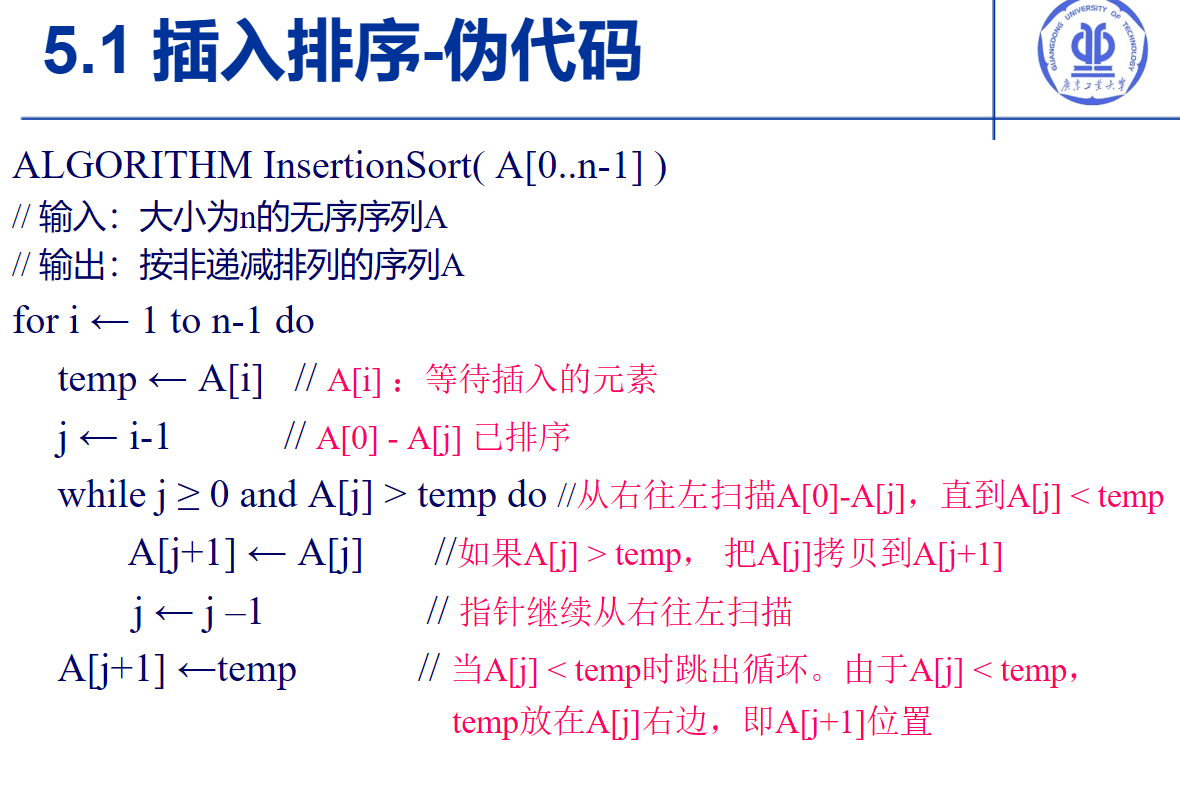 5.1 插入排序-伪代码
GUANGDONG UNIVERSITY OF TECHNOLOGY
广东工业大学
ALGORITHM InsertionSort( A[0..n-1] )
// 输入：大小为n的无序序列A
// 输出：按非递减排列的序列A
for i ← 1 to n-1 do
temp ← A[i] // A[i] ：等待插入的元素
j ← i-1 // A[0] - A[j] 已排序
while j ≥ 0 and A[j] > temp do //从右往左扫描A[0]-A[j]，直到A[j] < temp
A[j+1] ← A[j] //如果A[j] > temp， 把A[j]拷贝到A[j+1]
j ← j –1 // 指针继续从右往左扫描
A[j+1] ←temp // 当A[j] < temp时跳出循环。由于A[j] < temp，
temp放在A[j]右边，即A[j+1]位置